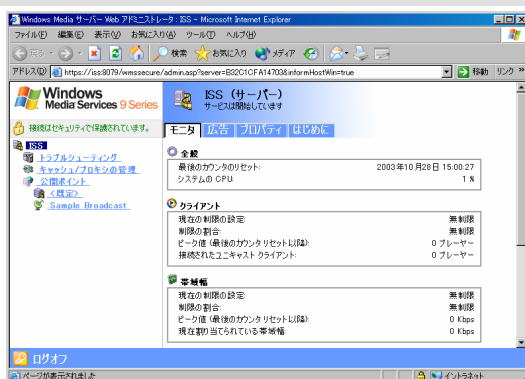 Windows Media サーバー Web アドミニストレータ : ISS - Microsoft Internet Explorer
ファイル(F) 編集(E) 表示(V) お気に入り(A) ツール(T) ヘルプ(H)
戻る 検索 お気に入り メディア
アドレス(D) https://iss:8079/wmssecure/admin.asp?server=B32C1CFA14703&informHostWin=true 移動 リンク »
Windows
Media Services 9 Series
接続はセキュリティで保護されています。
ISS
トラブルシューティング
キャッシュ/プロキシの管理
公開ポイント
<既定>
Sample Broadcast
ISS (サーバー)
サービスは開始しています
モニタ 広告 プロパティ はじめに
全般
最後のカウンタのリセット: 2003年10月28日 15:00:27
システムの CPU: 1 %
クライアント
現在の制限の設定: 無制限
制限の割合: 無制限
ピーク値 (最後のカウンタ リセット以降): 0 プレーヤー
接続されたユニキャスト クライアント: 0 プレーヤー
帯域幅
現在の制限の設定: 無制限
制限の割合: 無制限
ピーク値 (最後のカウンタ リセット以降): 0 Kbps
現在割り当てられている帯域幅: 0 Kbps
ログオフ
ページが表示されました イントラネット